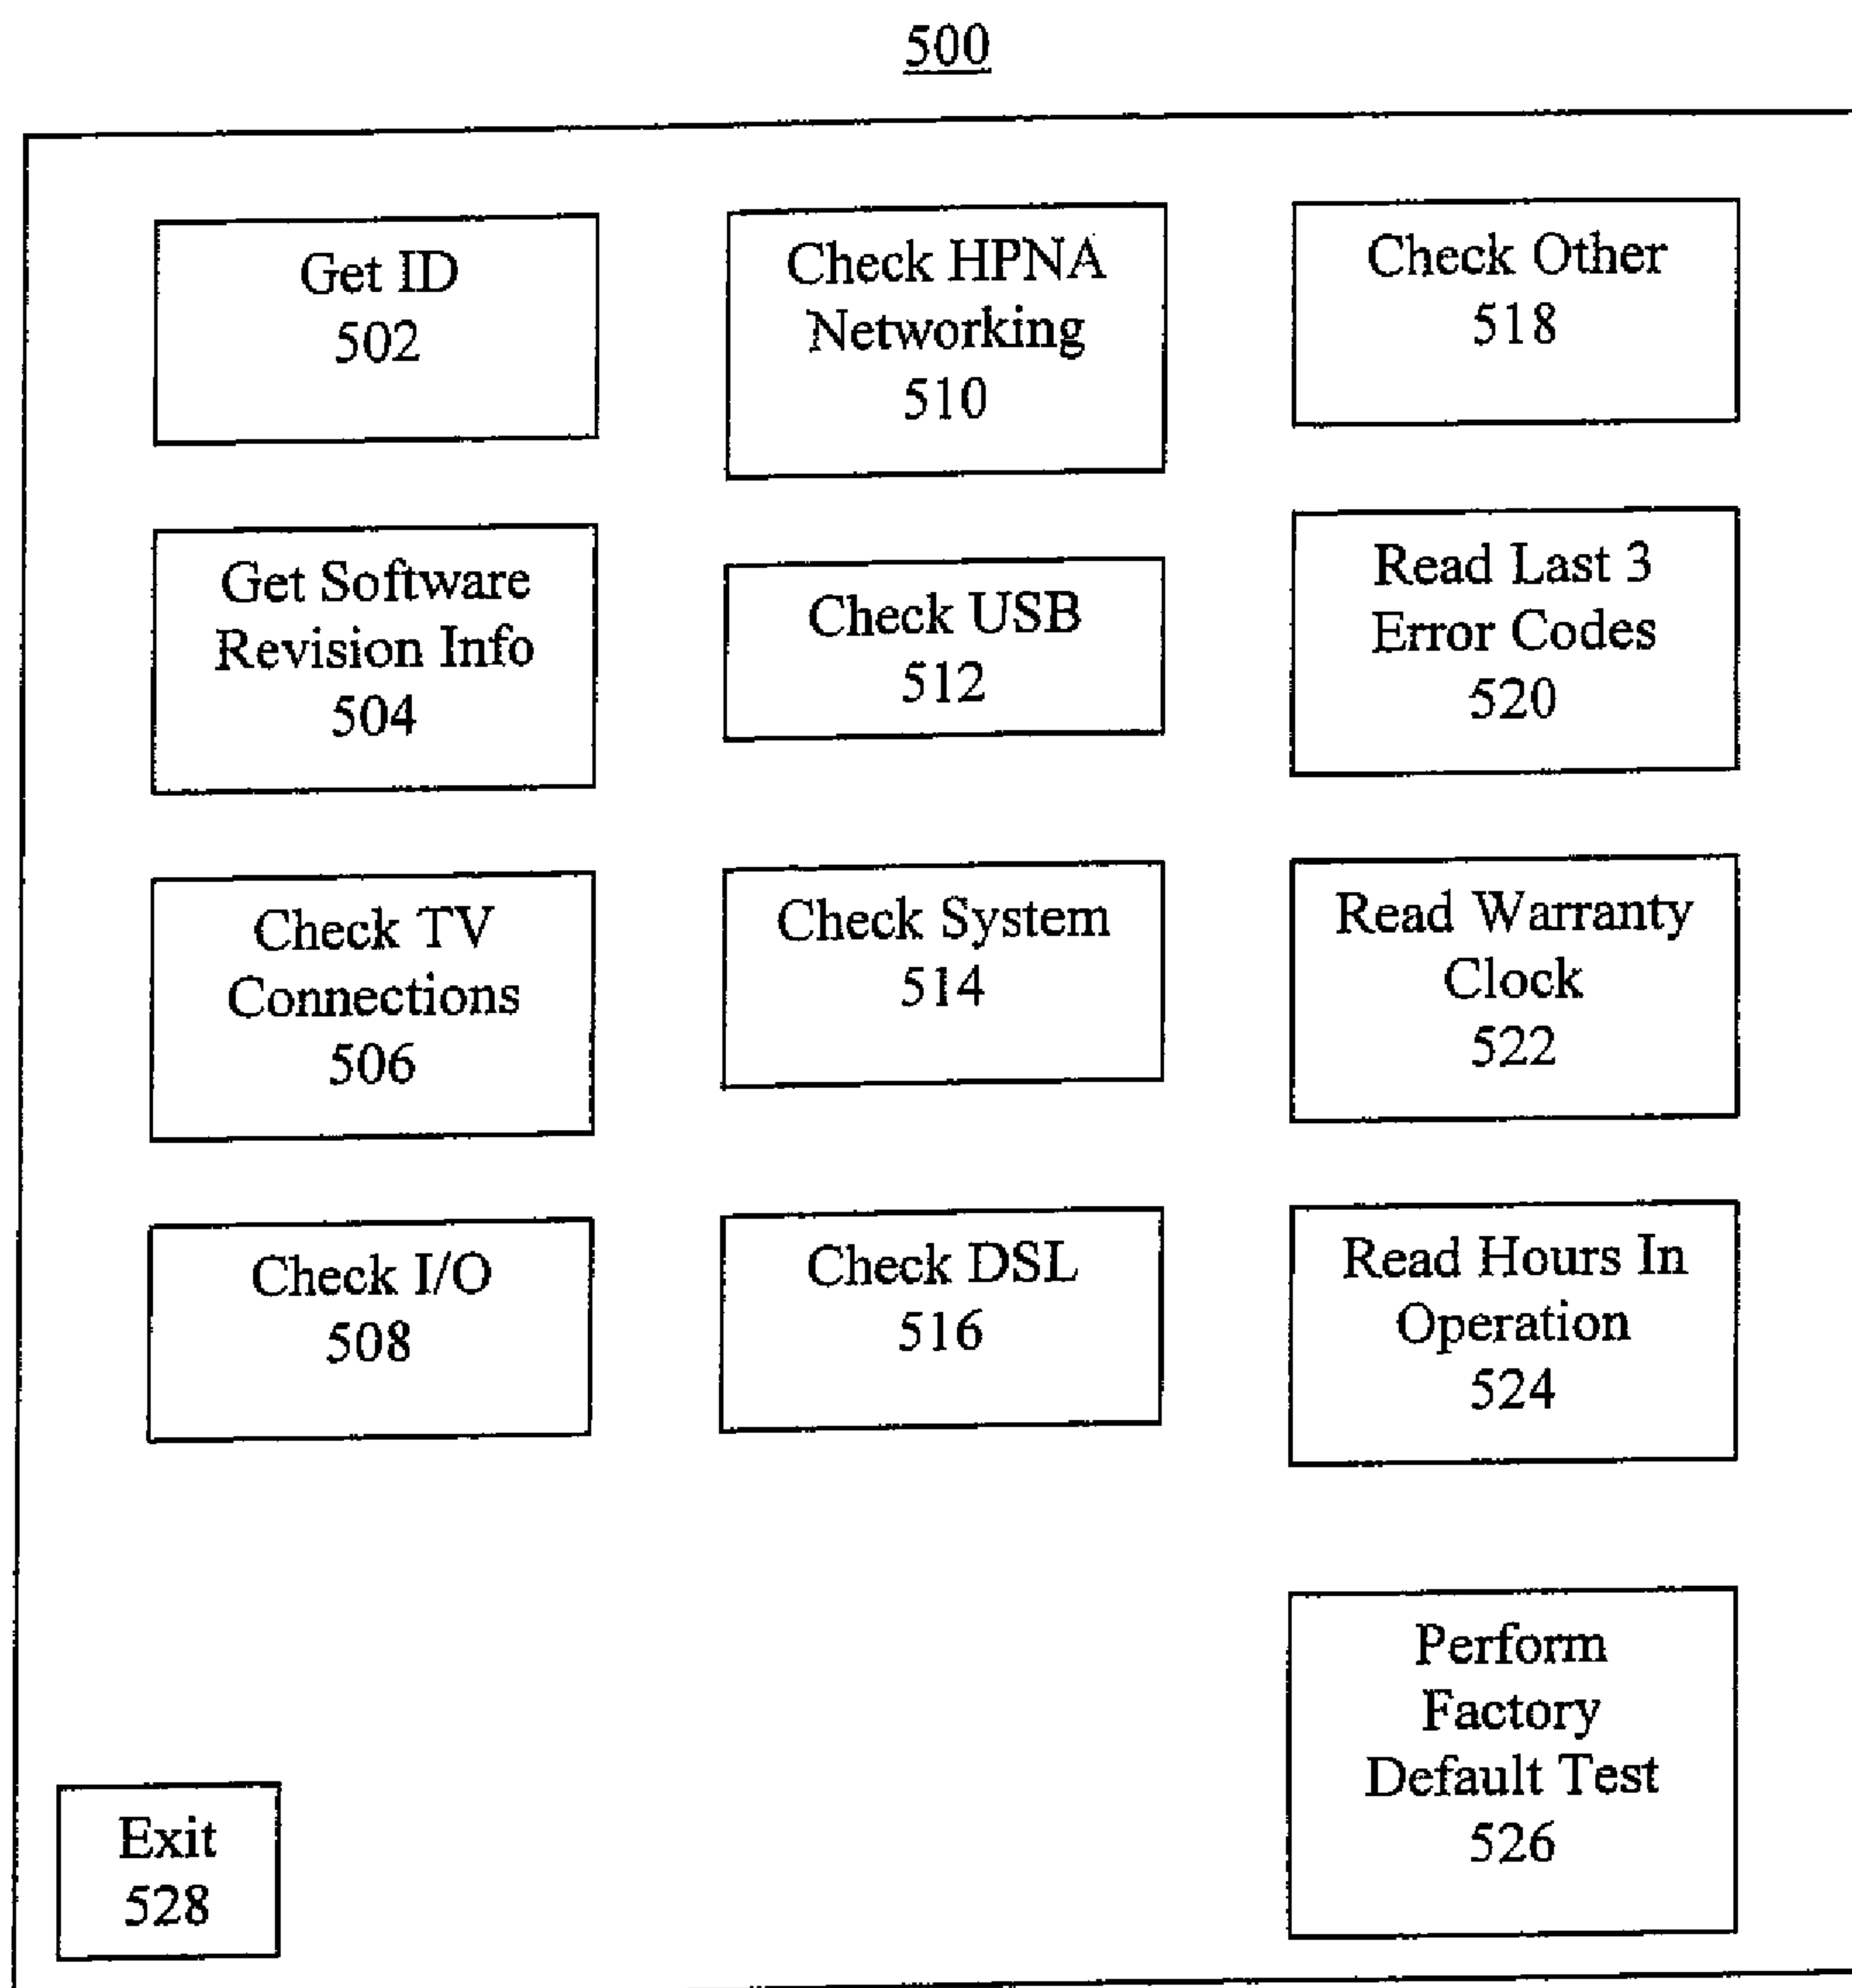 500
Get ID
502
Get Software
Revision Info
504
Check TV
Connections
506
Check I/O
508
Check HPNA
Networking
510
Check USB
512
Check System
514
Check DSL
516
Check Other
518
Read Last 3
Error Codes
520
Read Warranty
Clock
522
Read Hours In
Operation
524
Perform
Factory
Default Test
526
Exit
528